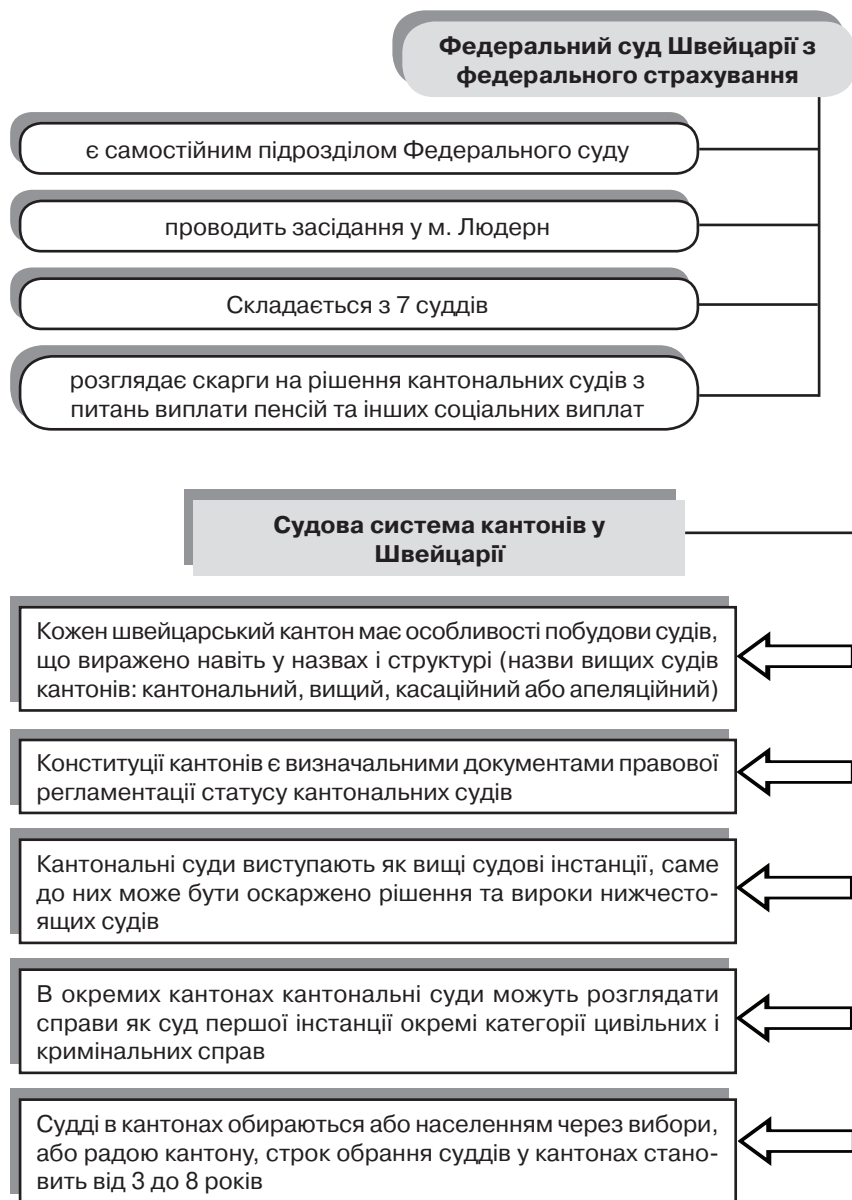 Федеральний суд Швейцарії з
федерального страхування
є самостійним підрозділом Федерального суду
проводить засідання у м. Людерн
Складається з 7 суддів
розглядає скарги на рішення кантональних судів з
питань виплати пенсій та інших соціальних виплат
Судова система кантонів у
Швейцарії
Кожен швейцарський кантон має особливості побудови судів,
що виражено навіть у назвах і структурі (назви вищих судів
кантонів: кантональний, вищий, касаційний або апеляційний)
Конституції кантонів є визначальними документами правової
регламентації статусу кантональних судів
Кантональні суди виступають як вищі судові інстанції, саме
до них може бути оскаржено рішення та вироки нижчесто-
ящих судів
В окремих кантонах кантональні суди можуть розглядати
справи як суд першої інстанції окремі категорії цивільних і
кримінальних справ
Судді в кантонах обираються або населенням через вибори,
або радою кантону, строк обрання суддів у кантонах стано-
вить від 3 до 8 років